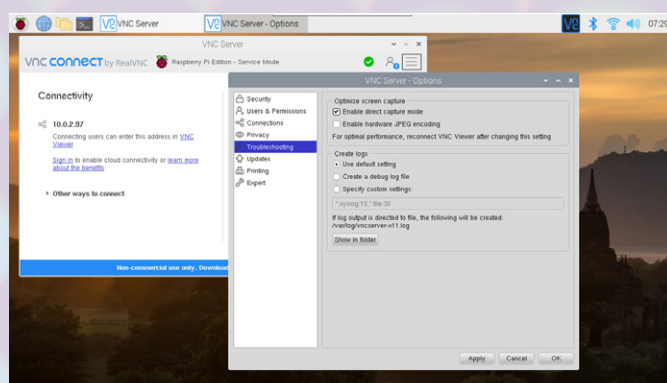 VNC Server
VNC Server - Options
07:29
VNC Server
VNC CONNECT by RealVNC
Raspberry Pi Edition - Service Mode
Connectivity
10.0.2.97
Connecting users can enter this address in VNC
Viewer
Sign in to enable cloud connectivity or learn more
about the benefits
Other ways to connect
Non-commercial use only. Download
VNC Server - Options
Security
Users & Permissions
Connections
Privacy
Troubleshooting
Updates
Printing
Expert
Optimize screen capture
Enable direct capture mode
Enable hardware JPEG encoding
For optimal performance, reconnect VNC Viewer after changing this setting
Create logs
Use default setting
Create a debug log file
Specify custom settings:
*:syslog:10,*:file:30
If log output is directed to file, the following will be created:
/var/log/vncserver-x11.log
Show in folder
Apply
Cancel
OK